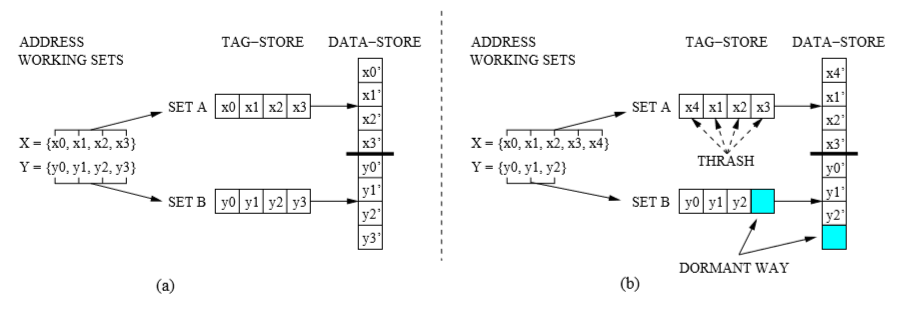 ADDRESS
WORKING SETS
TAG−STORE
DATA−STORE
SET A
x0 x1 x2 x3
X = {x0, x1, x2, x3}
Y = {y0, y1, y2, y3}
SET B
y0 y1 y2 y3
x0'
x1'
x2'
x3'
y0'
y1'
y2'
y3'
(a)
ADDRESS
WORKING SETS
TAG−STORE
DATA−STORE
SET A
x4 x1 x2 x3
X = {x0, x1, x2, x3, x4}
THRASH
Y = {y0, y1, y2}
SET B
y0 y1 y2
x4'
x1'
x2'
x3'
y0'
y1'
y2'
DORMANT WAY
(b)